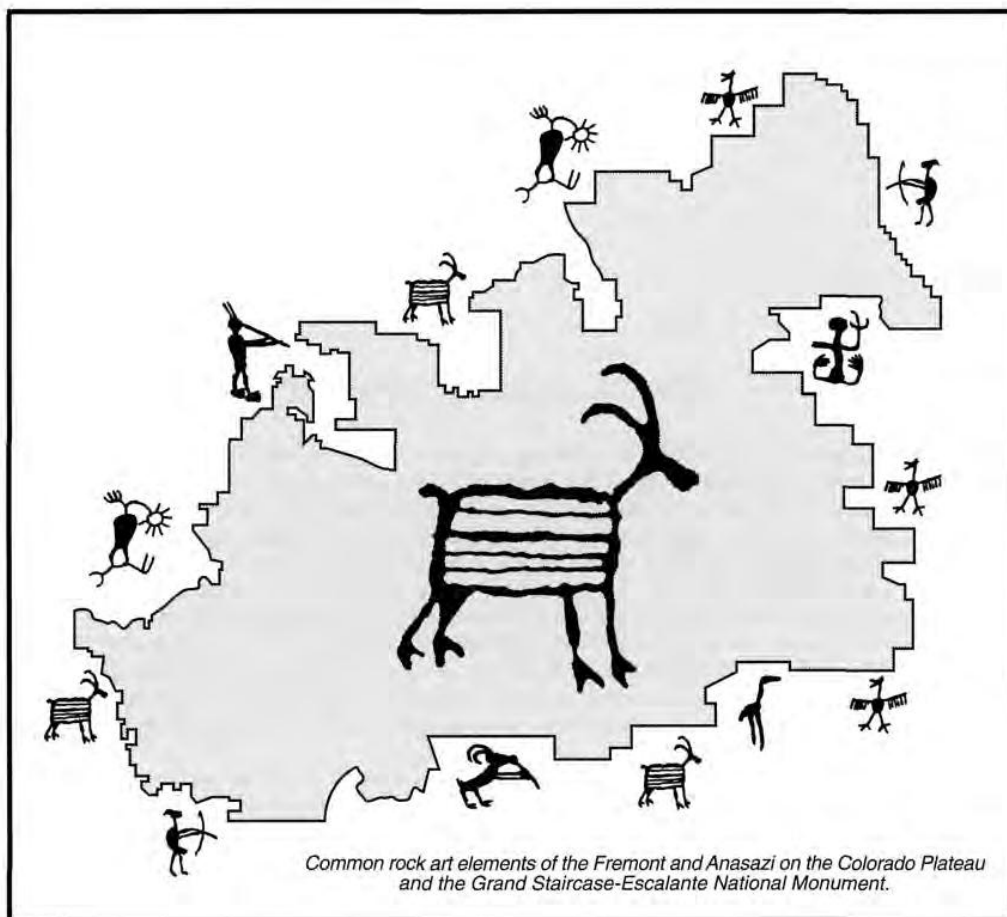 Common rock art elements of the Fremont and Anasazi on the Colorado Plateau
and the Grand Staircase-Escalante National Monument.